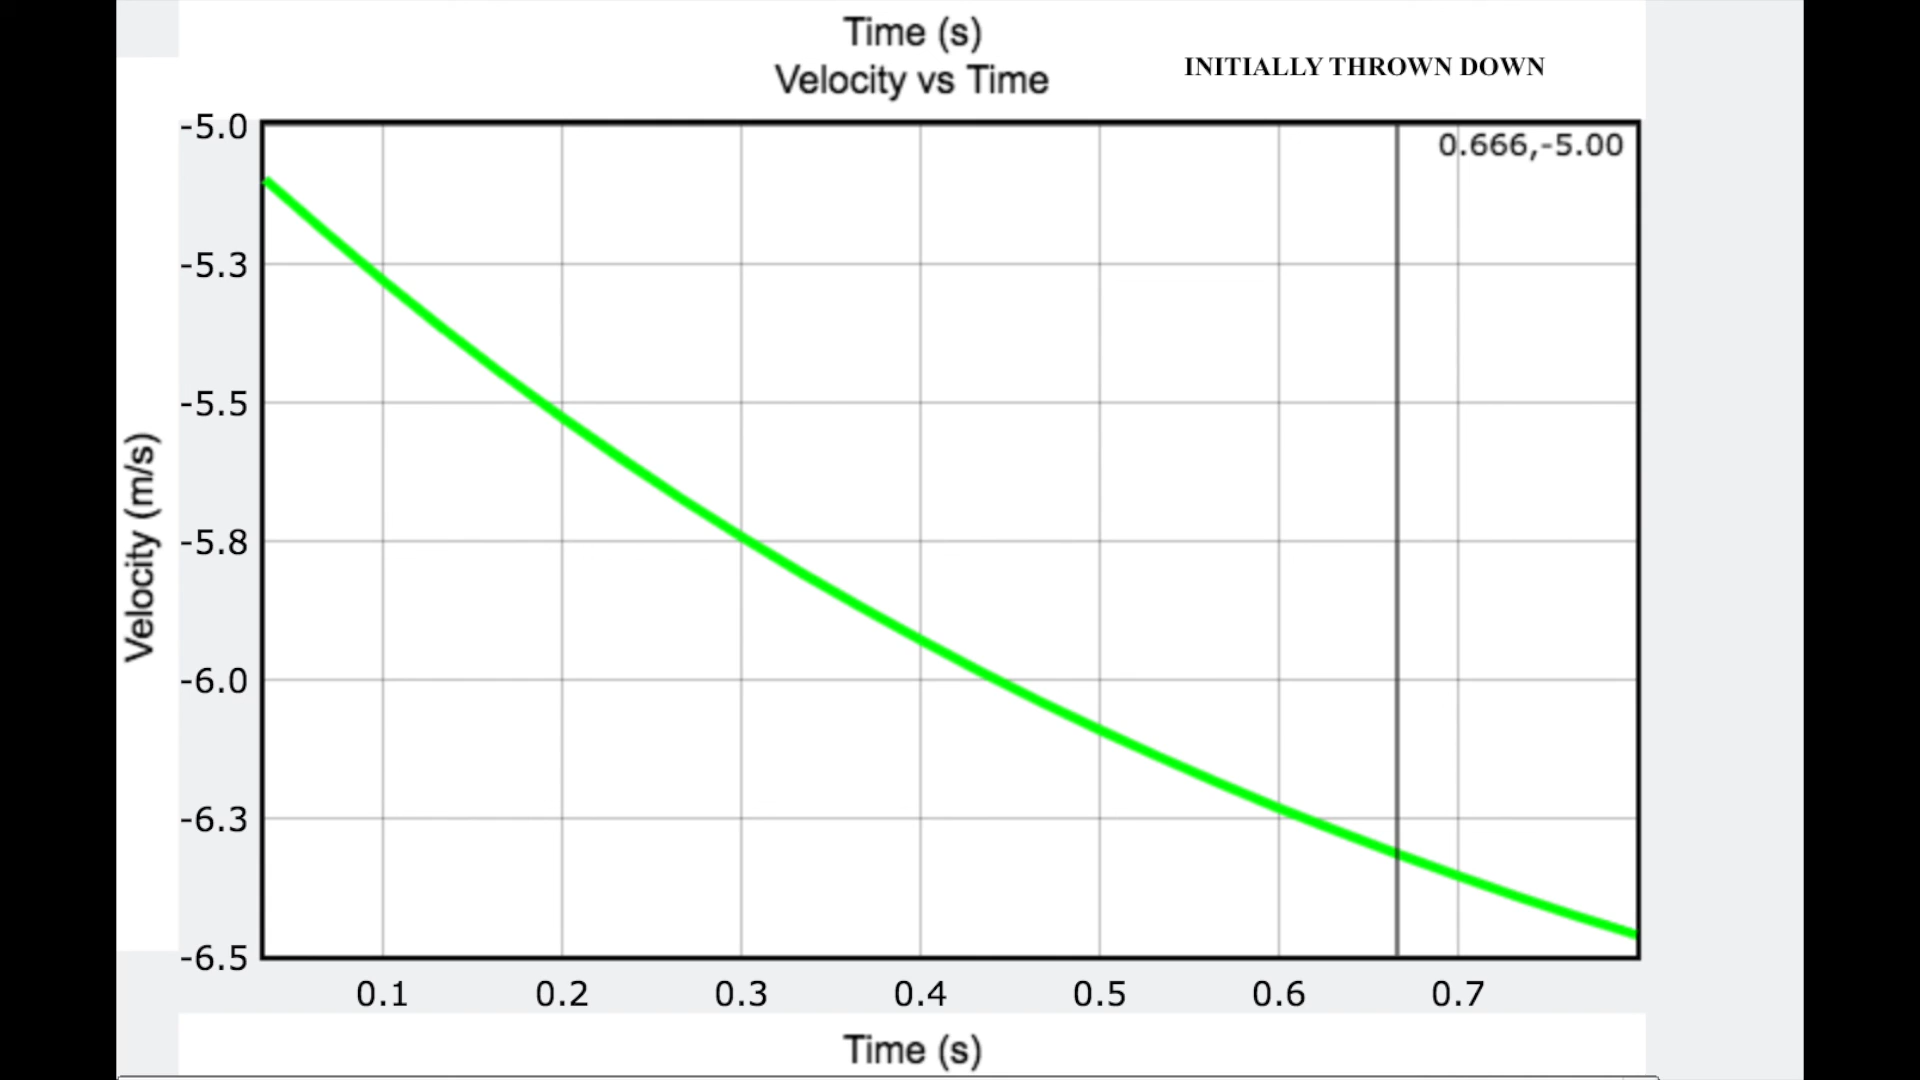 Time (s)
Velocity vs Time
INITIALLY THROWN DOWN
0.666,-5.00
-5.0
-5.3
-5.5
-5.8
-6.0
-6.3
-6.5
Velocity (m/s)
0.1 0.2 0.3 0.4 0.5 0.6 0.7
Time (s)